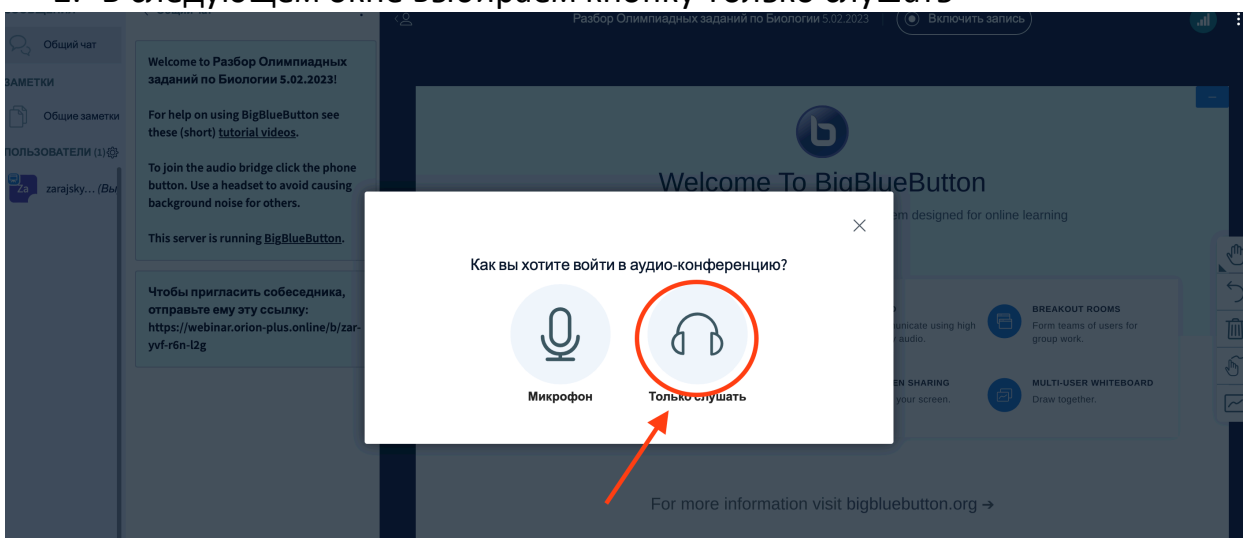 В следующем окне выбираем кнопку только слушать
Разбор Олимпиадных заданий по Биологии 5.02.2023
Включить запись
Общий чат
ЗАМЕТКИ
Общие заметки
ПОЛЬЗОВАТЕЛИ (1)
Za
zarajsky... (Вы
Welcome to Разбор Олимпиадных
заданий по Биологии 5.02.2023!
For help on using BigBlueButton see
these (short) tutorial videos.
To join the audio bridge click the phone
button. Use a headset to avoid causing
background noise for others.
This server is running BigBlueButton.
Чтобы пригласить собеседника,
отправьте ему эту ссылку:
https://webinar.orion-plus.online/b/zar-
yvf-r6n-l2g
Welcome To BigBlueButton
designed for online learning
Как вы хотите войти в аудио-конференцию?
Микрофон
Только слушать
using high
audio.
BREAKOUT ROOMS
Form teams of users for
group work.
SHARING
your screen.
MULTI-USER WHITEBOARD
Draw together.
For more information visit bigbluebutton.org →